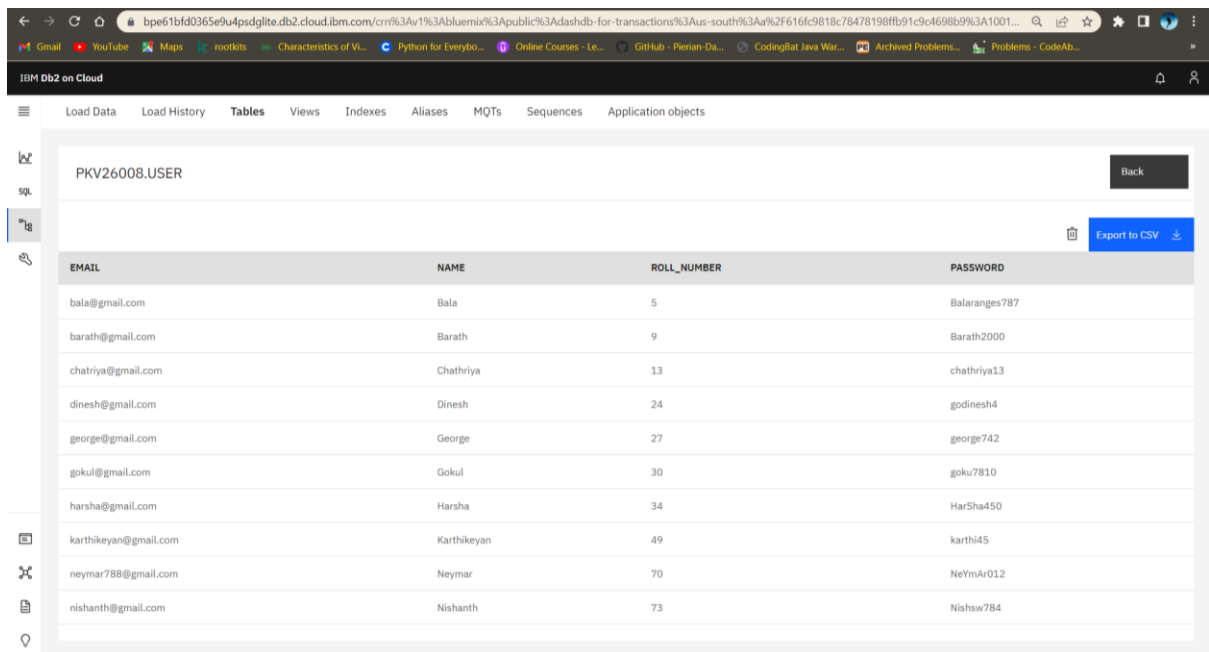 bpe61bfd0365e9u4psdglite.db2.cloud.ibm.com/crn%3Av1%3Abluemix%3Apublic%3Adashdb-for-transactions%3Aus-south%3Aa%2F616fc9818c78478198ffb91c9c4698b9%3A1001...
Gmail YouTube Maps rootkits Characteristics of Vi... Python for Everybo... Online Courses - Le... GitHub - Pierian-Da... CodingBat Java War... Archived Problems... Problems - CodeAb... »
IBM Db2 on Cloud
Load Data Load History Tables Views Indexes Aliases MQTs Sequences Application objects
PKV26008.USER Back
SQL
Export to CSV
EMAIL NAME ROLL_NUMBER PASSWORD
bala@gmail.com Bala 5 Balaranges787
barath@gmail.com Barath 9 Barath2000
chatriya@gmail.com Chathriya 13 chathriya13
dinesh@gmail.com Dinesh 24 godinesh4
george@gmail.com George 27 george742
gokul@gmail.com Gokul 30 goku7810
harsha@gmail.com Harsha 34 HarSha450
karthikeyan@gmail.com Karthikeyan 49 karthi45
neymar788@gmail.com Neymar 70 NeYmAr012
nishanth@gmail.com Nishanth 73 Nishsw784